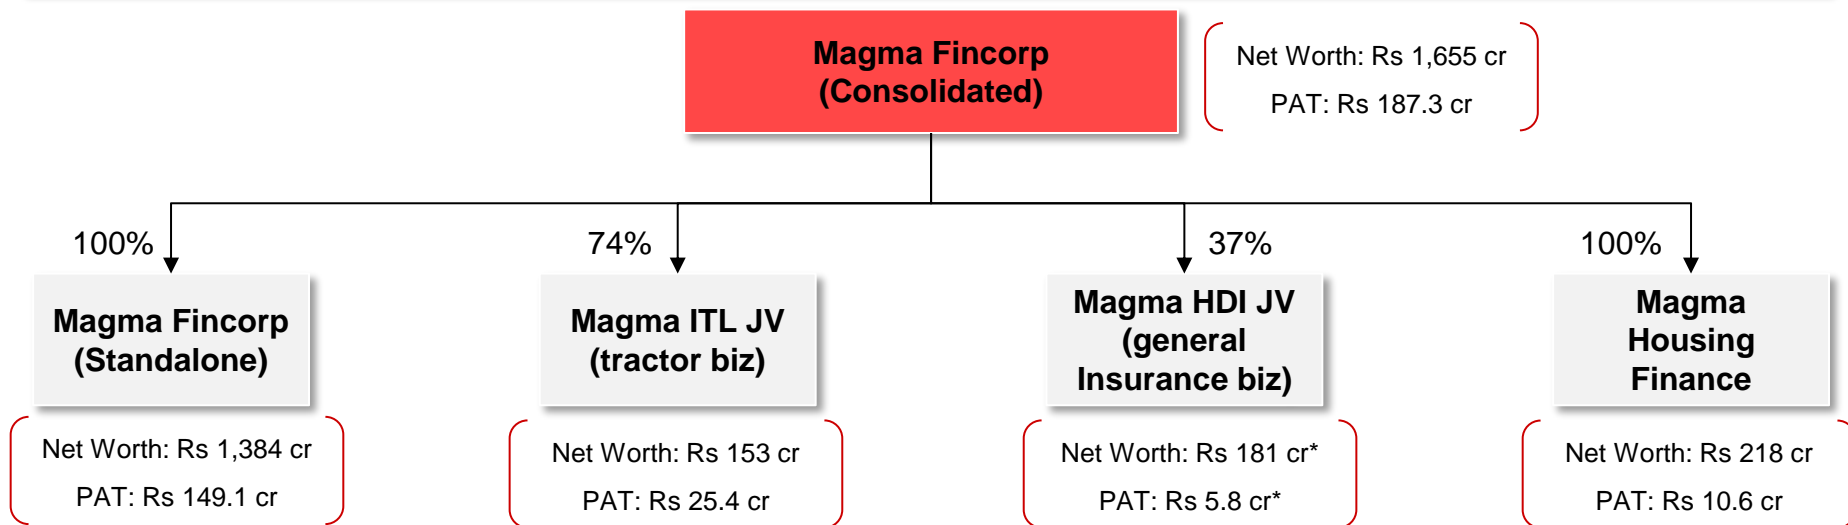 Magma Fincorp
(Consolidated)
Net Worth: Rs 1,655 cr
PAT: Rs 187.3 cr
100%
74%
37%
100%
Magma Fincorp
(Standalone)
Magma ITL JV
(tractor biz)
Magma HDI JV
(general
Insurance biz)
Magma
Housing
Finance
Net Worth: Rs 1,384 cr
PAT: Rs 149.1 cr
Net Worth: Rs 153 cr
PAT: Rs 25.4 cr
Net Worth: Rs 181 cr*
PAT: Rs 5.8 cr*
Net Worth: Rs 218 cr
PAT: Rs 10.6 cr